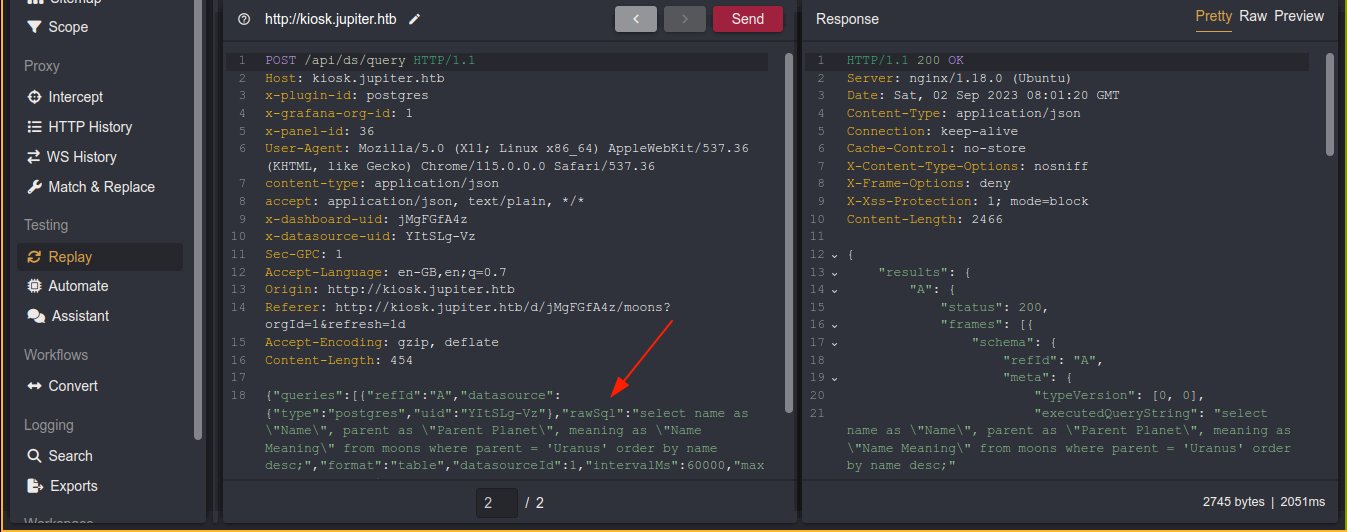 Sitemap
Scope
Proxy
Intercept
HTTP History
WS History
Match & Replace
Testing
Replay
Automate
Assistant
Workflows
Convert
Logging
Search
Exports
Workspace
http://kiosk.jupiter.htb
Send
1 POST /api/ds/query HTTP/1.1
2 Host: kiosk.jupiter.htb
3 x-plugin-id: postgres
4 x-grafana-org-id: 1
5 x-panel-id: 36
6 User-Agent: Mozilla/5.0 (X11; Linux x86_64) AppleWebKit/537.36
(KHTML, like Gecko) Chrome/115.0.0.0 Safari/537.36
7 content-type: application/json
8 accept: application/json, text/plain, */*
9 x-dashboard-uid: jMgFGfA4z
10 x-datasource-uid: YItSLg-Vz
11 Sec-GPC: 1
12 Accept-Language: en-GB,en;q=0.7
13 Origin: http://kiosk.jupiter.htb
14 Referer: http://kiosk.jupiter.htb/d/jMgFGfA4z/moons?
orgId=1&refresh=1d
15 Accept-Encoding: gzip, deflate
16 Content-Length: 454
17
18 {"queries":[{"refId":"A","datasource":
{"type":"postgres","uid":"YItSLg-Vz"},"rawSql":"select name as
\"Name\", parent as \"Parent Planet\", meaning as \"Name
Meaning\" from moons where parent = 'Uranus' order by name
desc;","format":"table","datasourceId":1,"intervalMs":60000,"max
2 / 2
Response
Pretty Raw Preview
1 HTTP/1.1 200 OK
2 Server: nginx/1.18.0 (Ubuntu)
3 Date: Sat, 02 Sep 2023 08:01:20 GMT
4 Content-Type: application/json
5 Connection: keep-alive
6 Cache-Control: no-store
7 X-Content-Type-Options: nosniff
8 X-Frame-Options: deny
9 X-Xss-Protection: 1; mode=block
10 Content-Length: 2466
11
12 {
13 "results": {
14 "A": {
15 "status": 200,
16 "frames": [{
17 "schema": {
18 "refId": "A",
19 "meta": {
20 "typeVersion": [0, 0],
21 "executedQueryString": "select
name as \"Name\", parent as \"Parent Planet\", meaning as
\"Name Meaning\" from moons where parent = 'Uranus' order
by name desc;"
2745 bytes | 2051ms